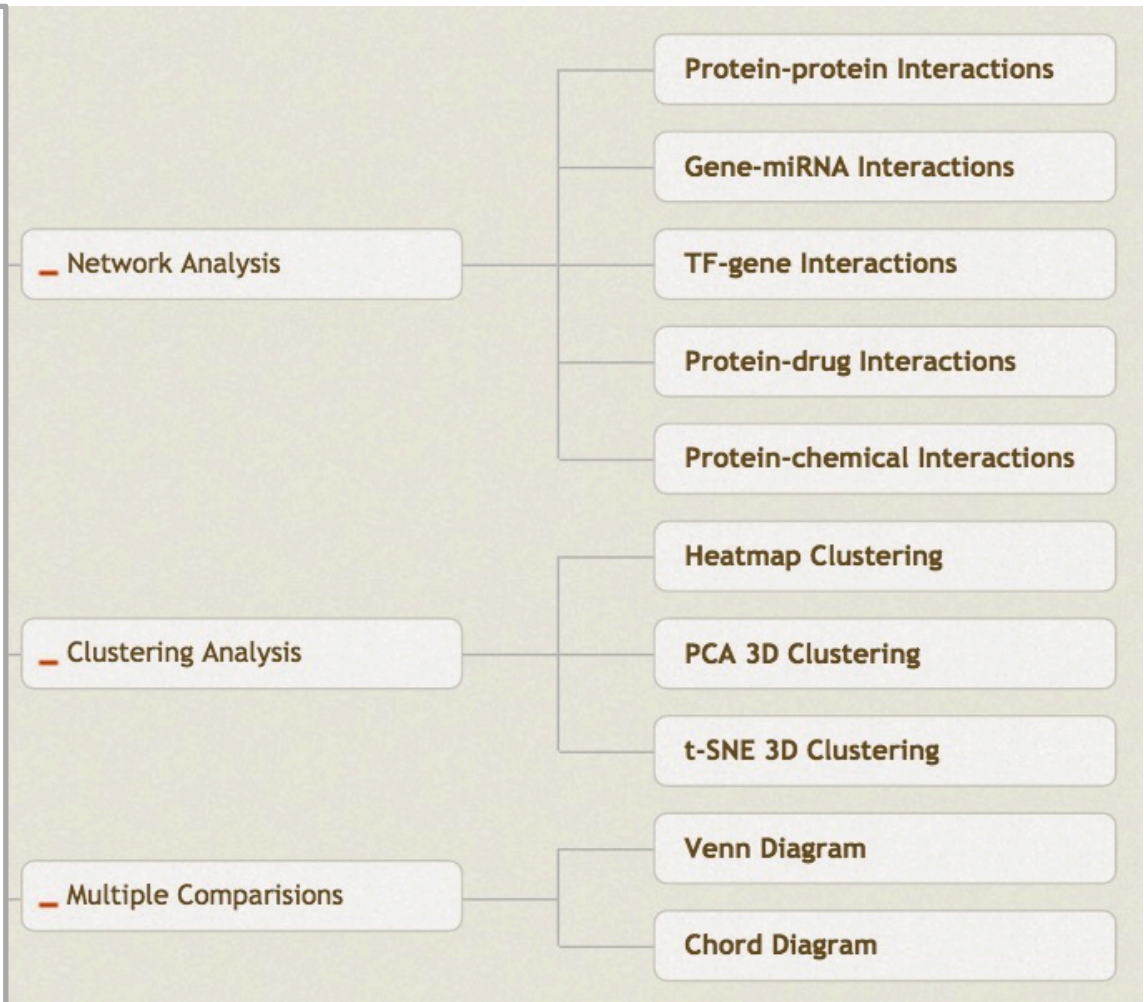 Protein-protein Interactions
Gene-miRNA Interactions
Network Analysis
TF-gene Interactions
Protein-drug Interactions
Protein-chemical Interactions
Heatmap Clustering
Clustering Analysis
PCA 3D Clustering
t-SNE 3D Clustering
Venn Diagram
Multiple Comparisions
Chord Diagram